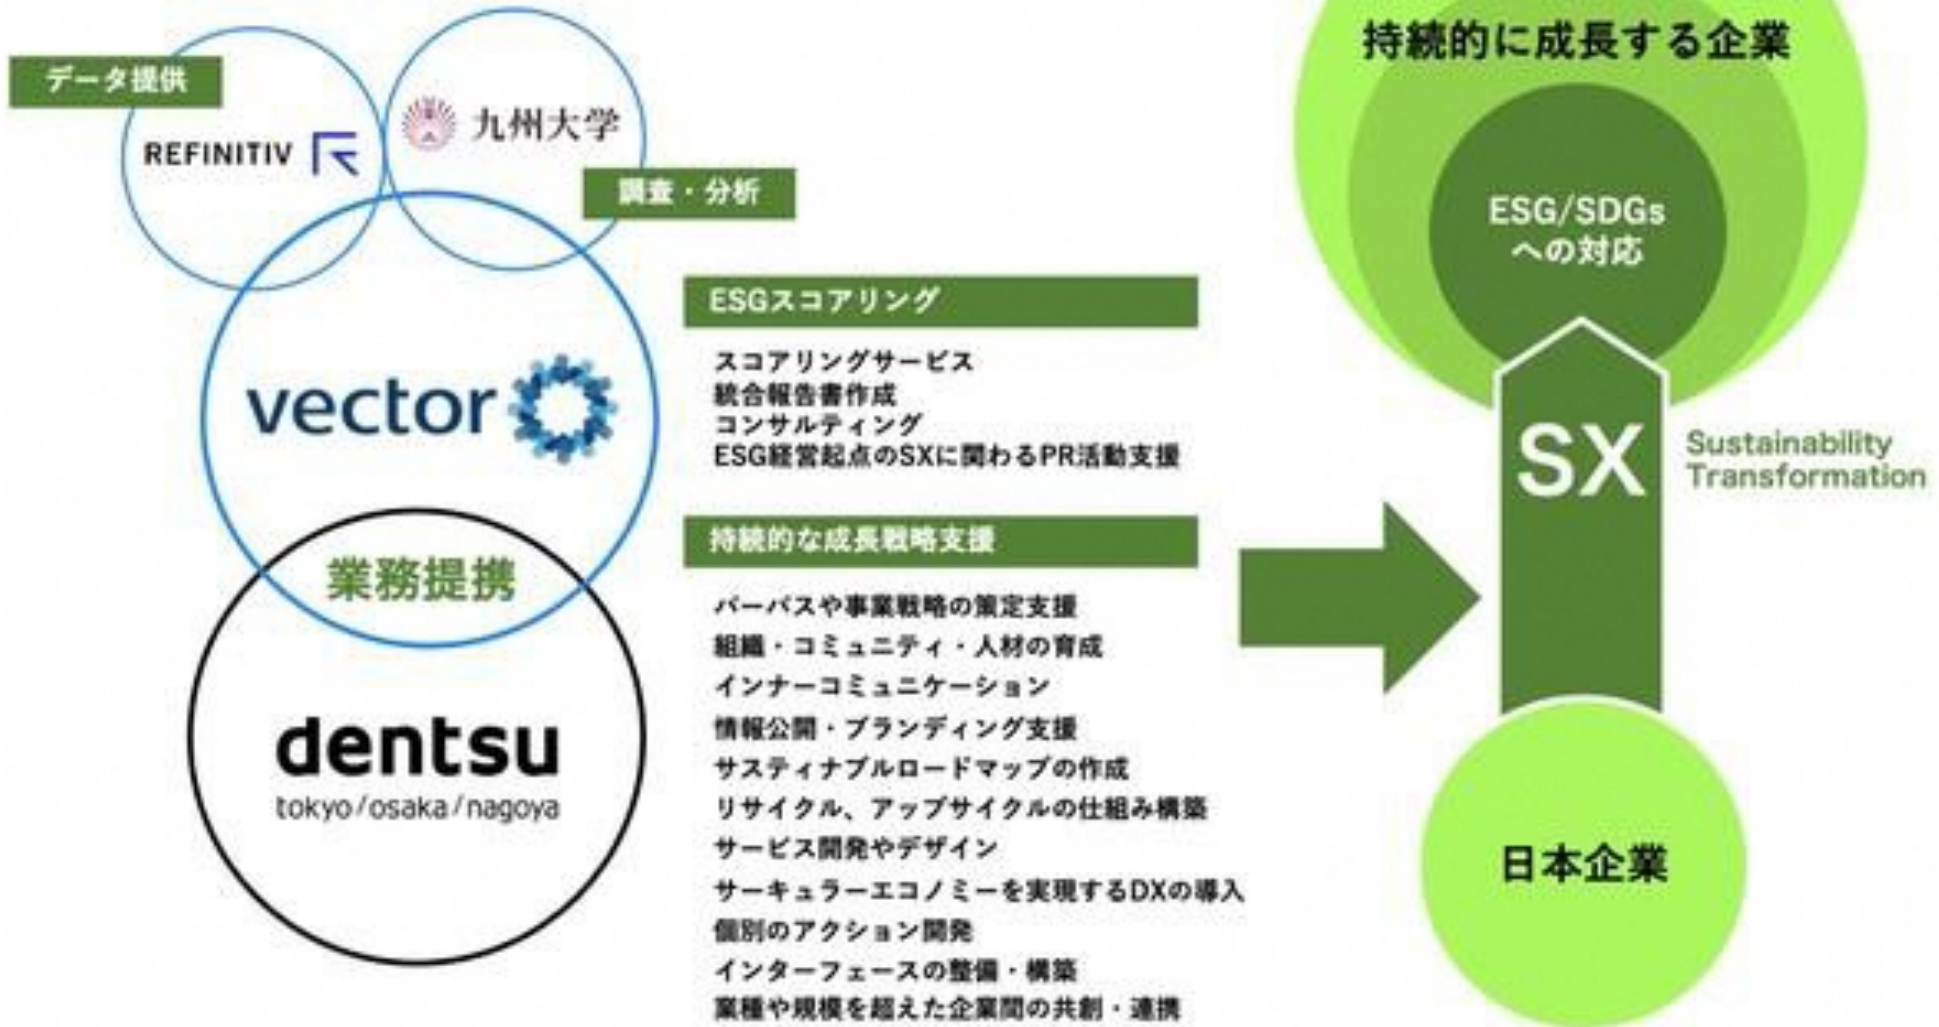 データ提供
REFINITIV
九州大学
調査・分析
vector
業務提携
dentsu
tokyo/osaka/nagoya
ESGスコアリング
スコアリングサービス
統合報告書作成
コンサルティング
ESG経営起点のSXに関わるPR活動支援
持続的な成長戦略支援
パーパスや事業戦略の策定支援
組織・コミュニティ・人材の育成
インナーコミュニケーション
情報公開・ブランディング支援
サスティナブルロードマップの作成
リサイクル、アップサイクルの仕組み構築
サービス開発やデザイン
サーキュラーエコノミーを実現するDXの導入
個別のアクション開発
インターフェースの整備・構築
業種や規模を超えた企業間の共創・連携
持続的に成長する企業
ESG/SDGs
への対応
SX
Sustainability
Transformation
日本企業